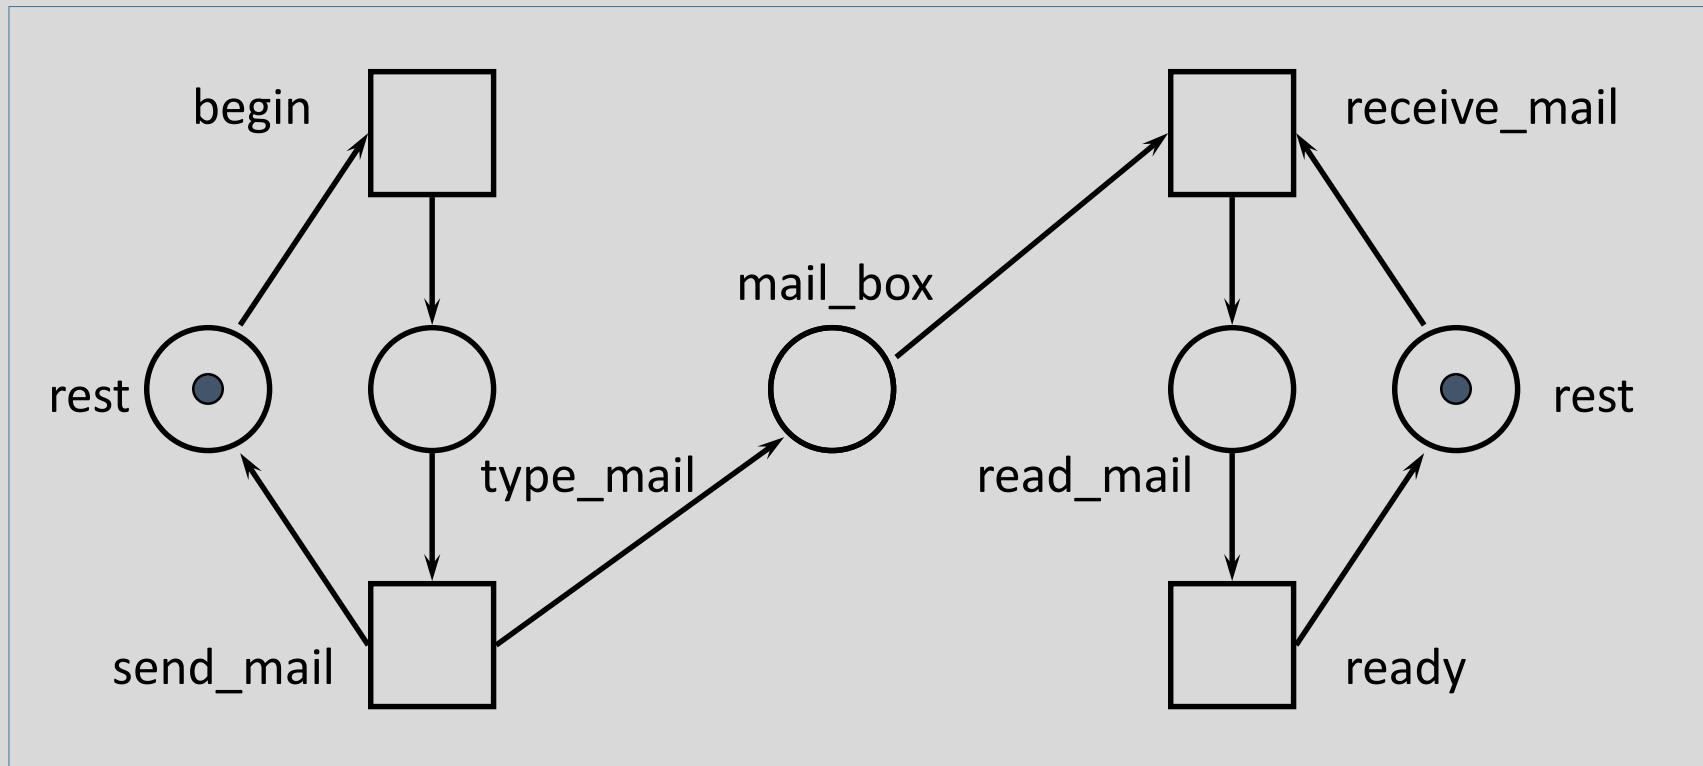 begin
receive_mail
mail_box
rest
rest
type_mail
read_mail
send_mail
ready